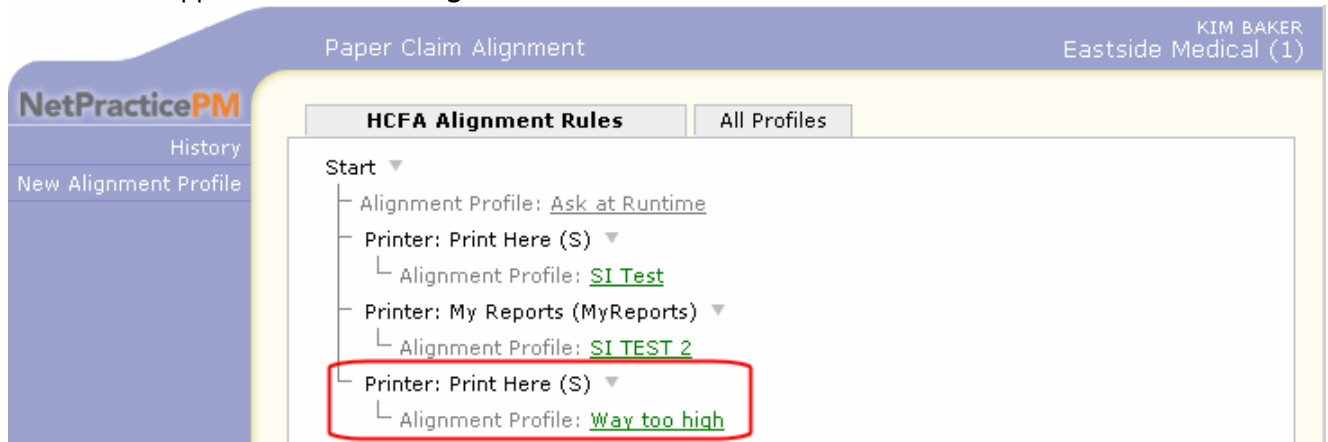 KIM BAKER
Paper Claim Alignment
Eastside Medical (1)
NetPracticePM
History
New Alignment Profile
HCFA Alignment Rules
All Profiles
Start
Alignment Profile: Ask at Runtime
Printer: Print Here (S)
Alignment Profile: SI Test
Printer: My Reports (MyReports)
Alignment Profile: SI TEST 2
Printer: Print Here (S)
Alignment Profile: Way too high